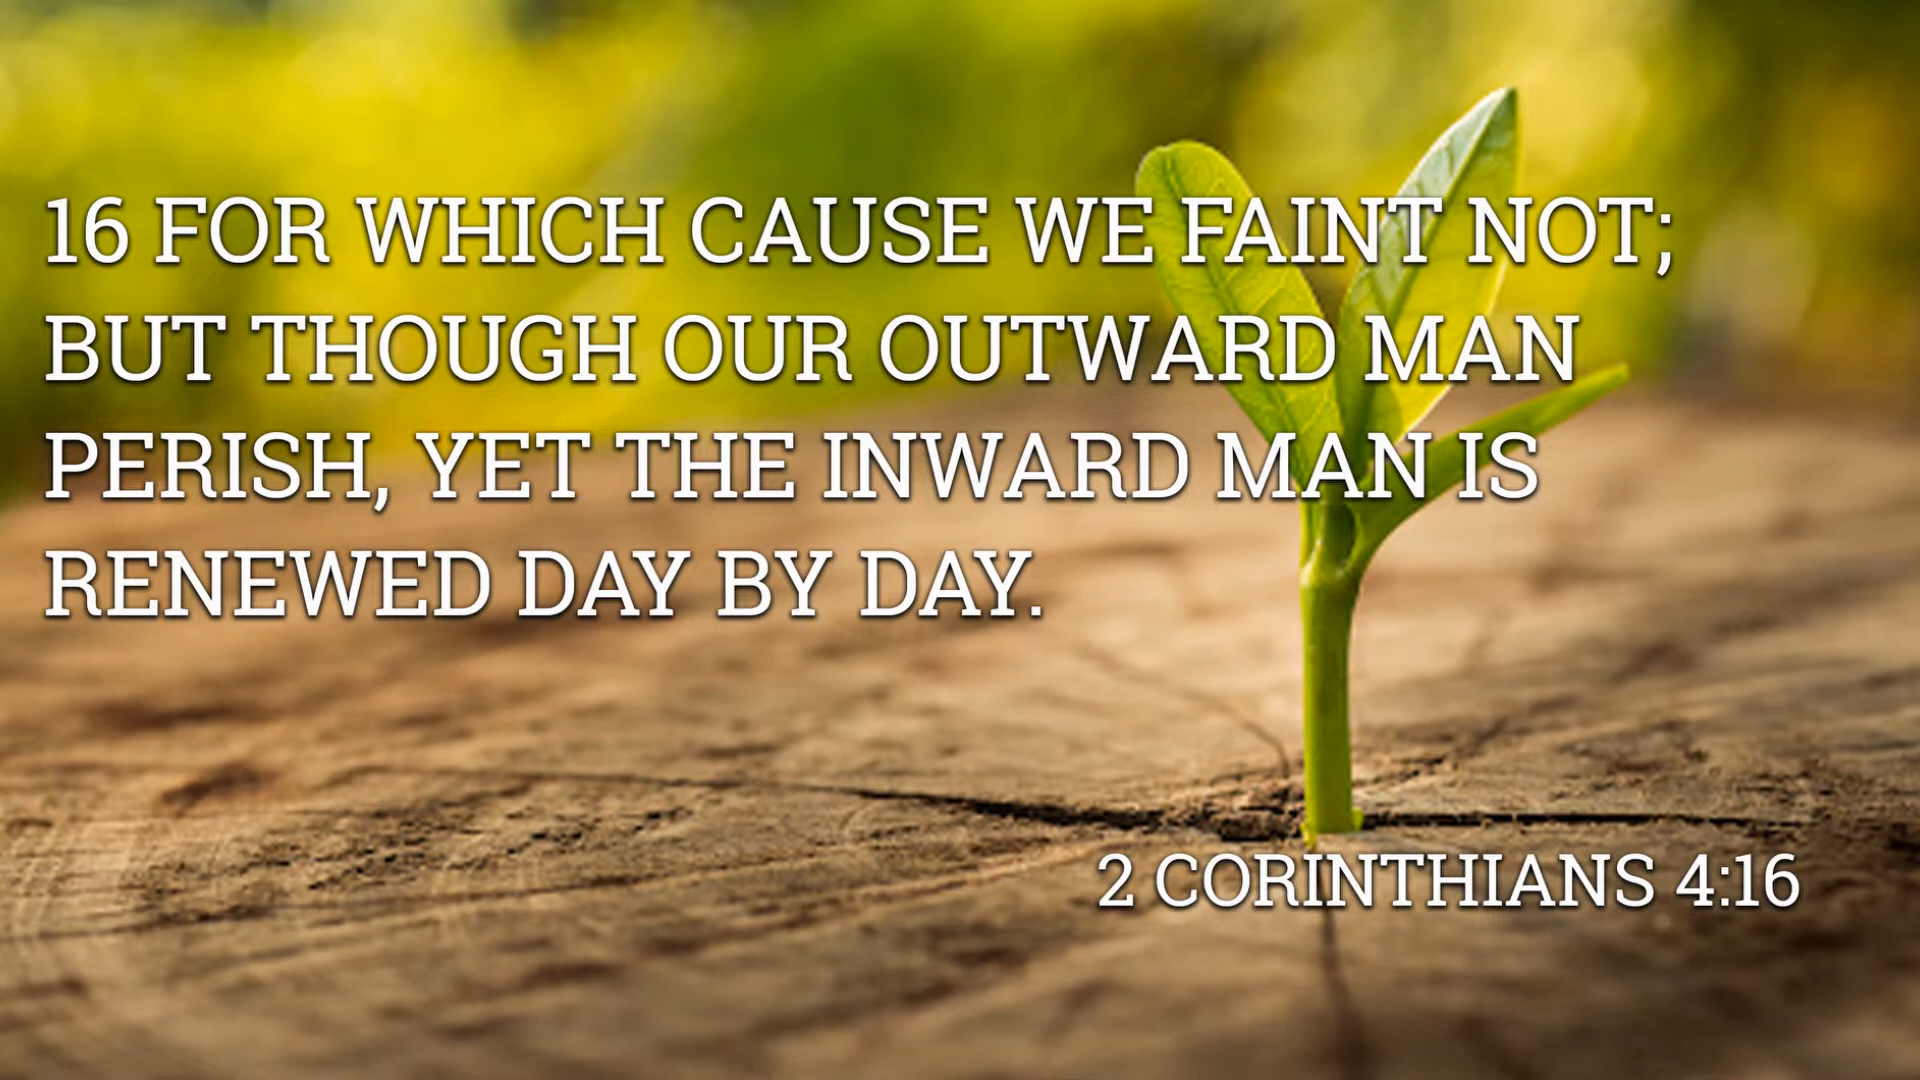 16 FOR WHICH CAUSE WE FAINT NOT;
BUT THOUGH OUR OUTWARD MAN
PERISH, YET THE INWARD MAN IS
RENEWED DAY BY DAY.
2 CORINTHIANS 4:16